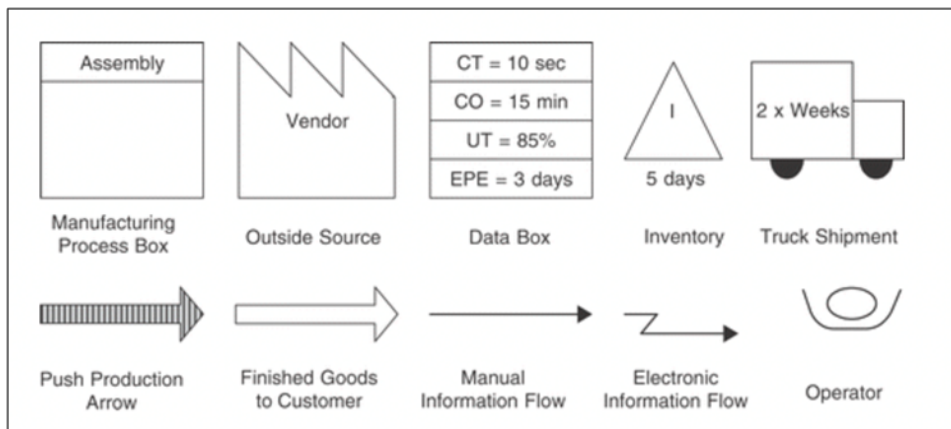 Assembly
Vendor
CT = 10 sec
CO = 15 min
UT = 85%
EPE = 3 days
I
5 days
2 x Weeks
Manufacturing
Process Box
Outside Source
Data Box
Inventory
Truck Shipment
Push Production
Arrow
Finished Goods
to Customer
Manual
Information Flow
Electronic
Information Flow
Operator